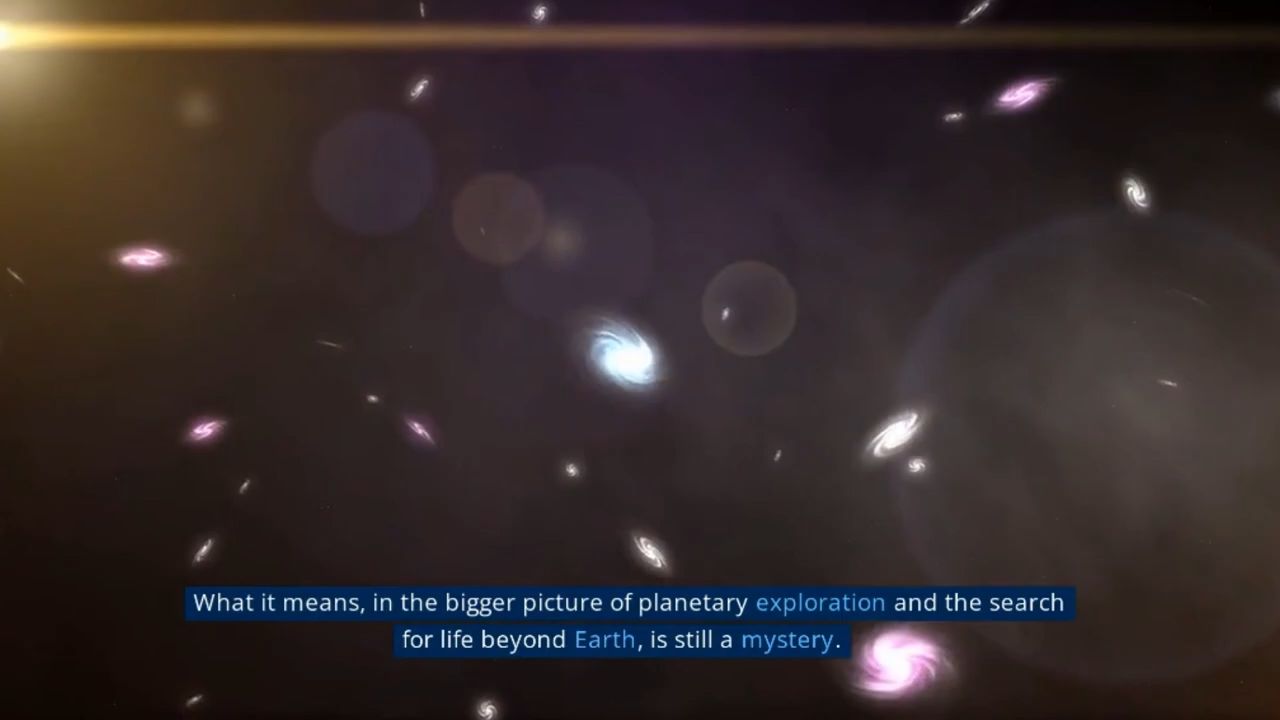 What it means, in the bigger picture of planetary exploration and the search
for life beyond Earth, is still a mystery.